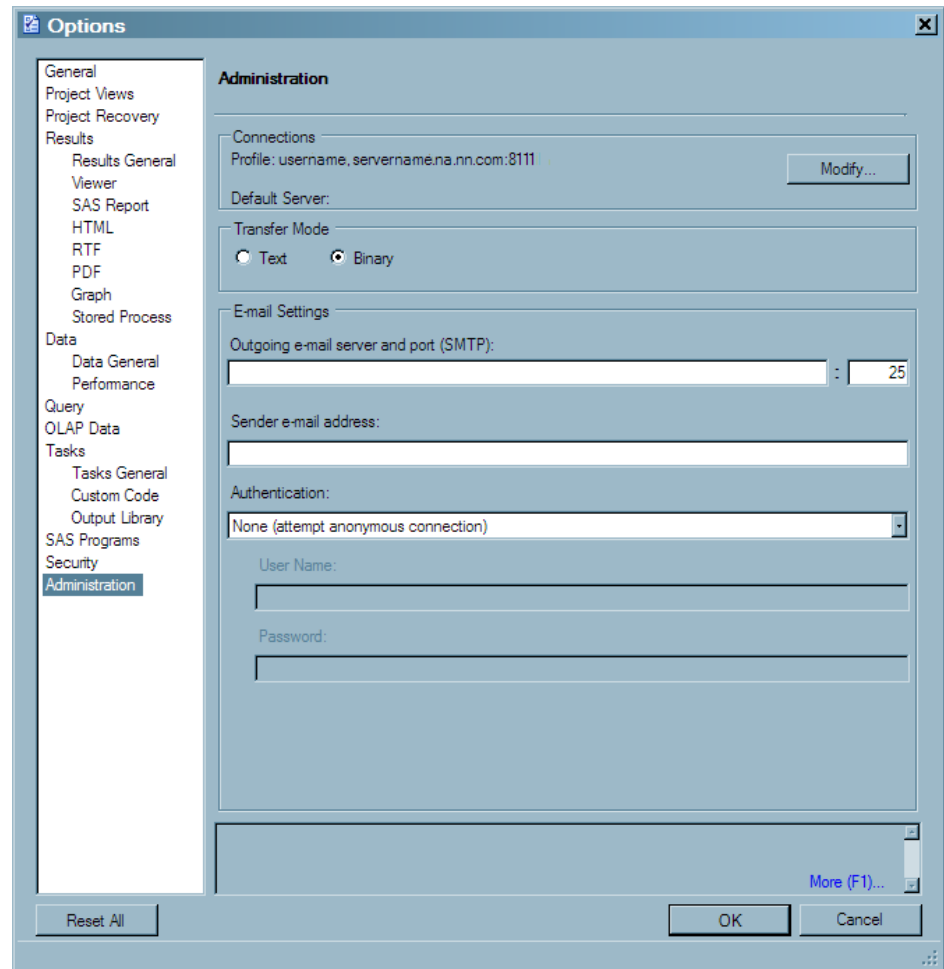 Options
General
Project Views
Project Recovery
Results
Results General
Viewer
SAS Report
HTML
RTF
PDF
Graph
Stored Process
Data
Data General
Performance
Query
OLAP Data
Tasks
Tasks General
Custom Code
Output Library
SAS Programs
Security
Administration
Administration
Connections
Profile: username, servername.na.nn.com:8111
Modify...
Default Server:
Transfer Mode
Text Binary
E-mail Settings
Outgoing e-mail server and port (SMTP):
: 25
Sender e-mail address:
Authentication:
None (attempt anonymous connection)
User Name:
Password:
More (F1)...
Reset All OK Cancel